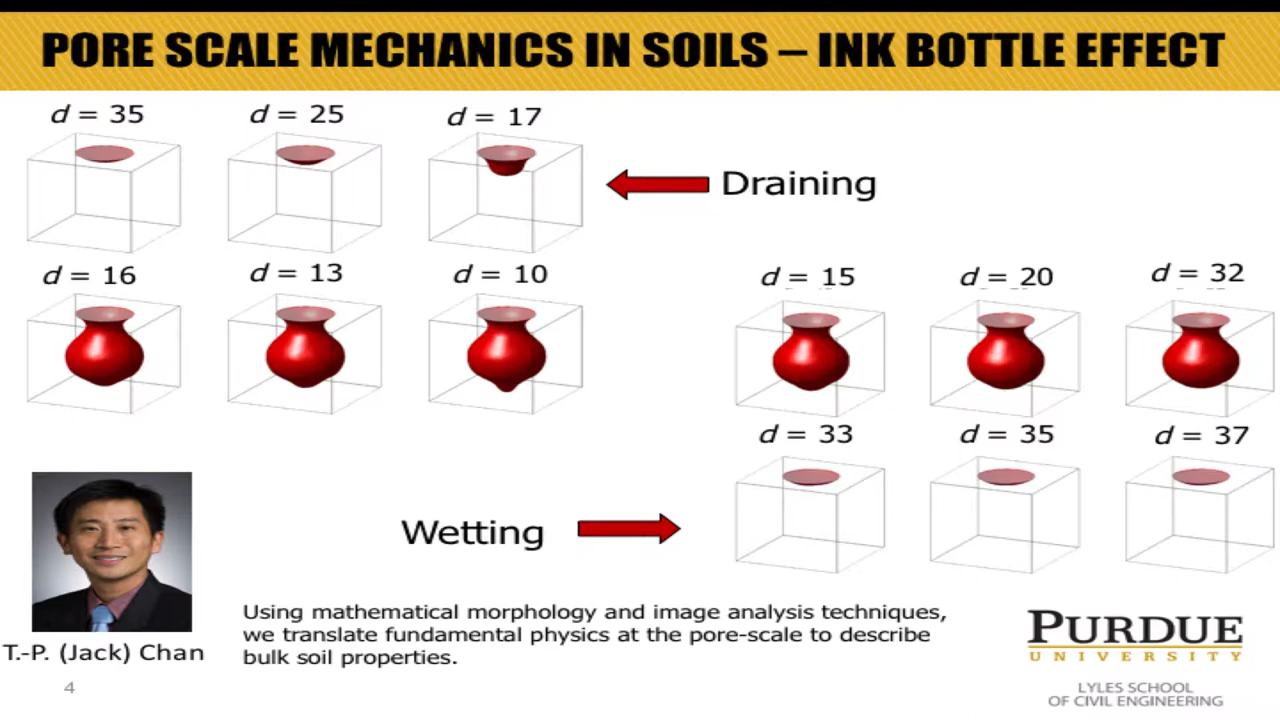 PORE SCALE MECHANICS IN SOILS – INK BOTTLE EFFECT
d = 35
d = 25
d = 17
Draining
d = 16
d = 13
d = 10
d = 15
d = 20
d = 32
d = 33
d = 35
d = 37
Wetting
T.-P. (Jack) Chan
Using mathematical morphology and image analysis techniques,
we translate fundamental physics at the pore-scale to describe
bulk soil properties.
PURDUE
UNIVERSITY
LYLES SCHOOL
OF CIVIL ENGINEERING
4